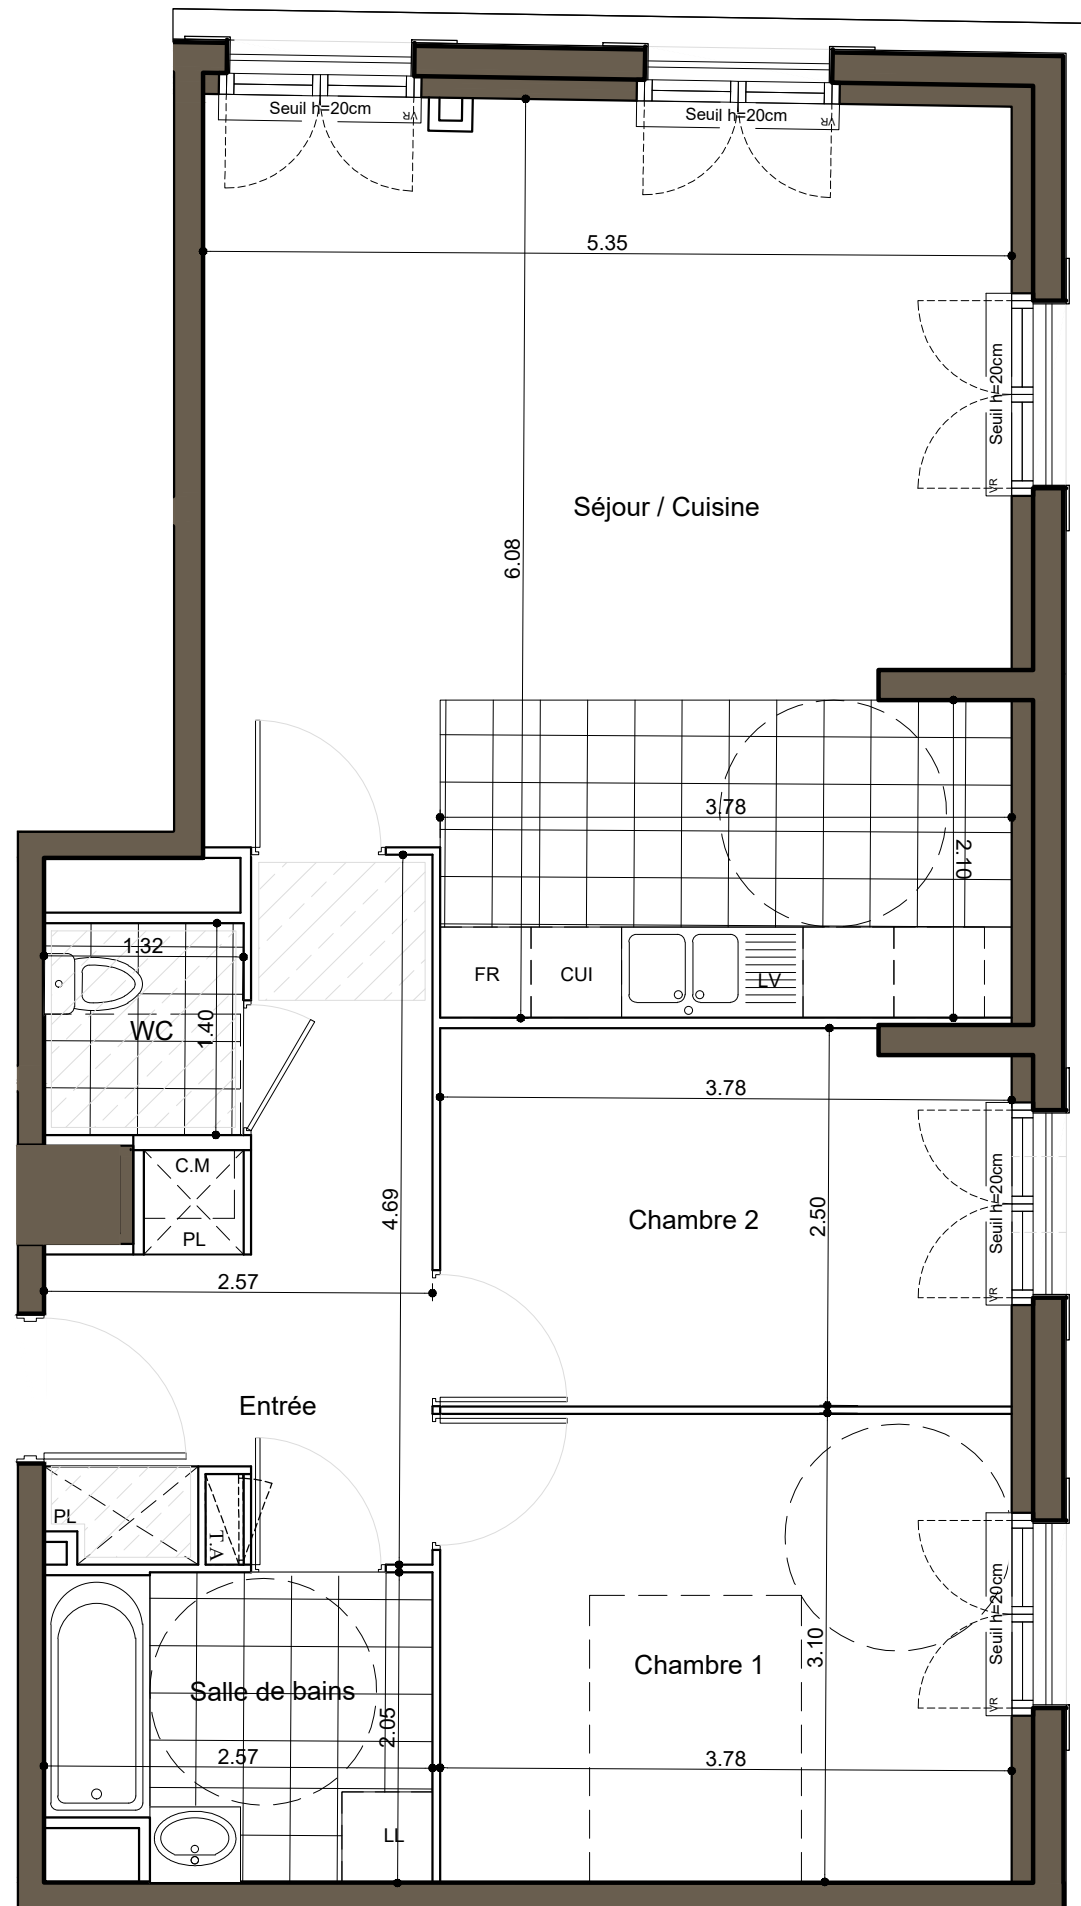 Seuil h=20cm
VR
Seuil h=20cm
VR
5.35
Seuil h=20cm
VR
Séjour / Cuisine
6.08
3.78
2.10
1.32
FR
CUI
LV
WC
1.40
3.78
C.M
PL
4.69
Chambre 2
2.50
Seuil h=20cm
VR
2.57
Entrée
PL
T.A
Seuil h=20cm
VR
Chambre 1
3.10
Salle de bains
2.05
2.57
3.78
LL